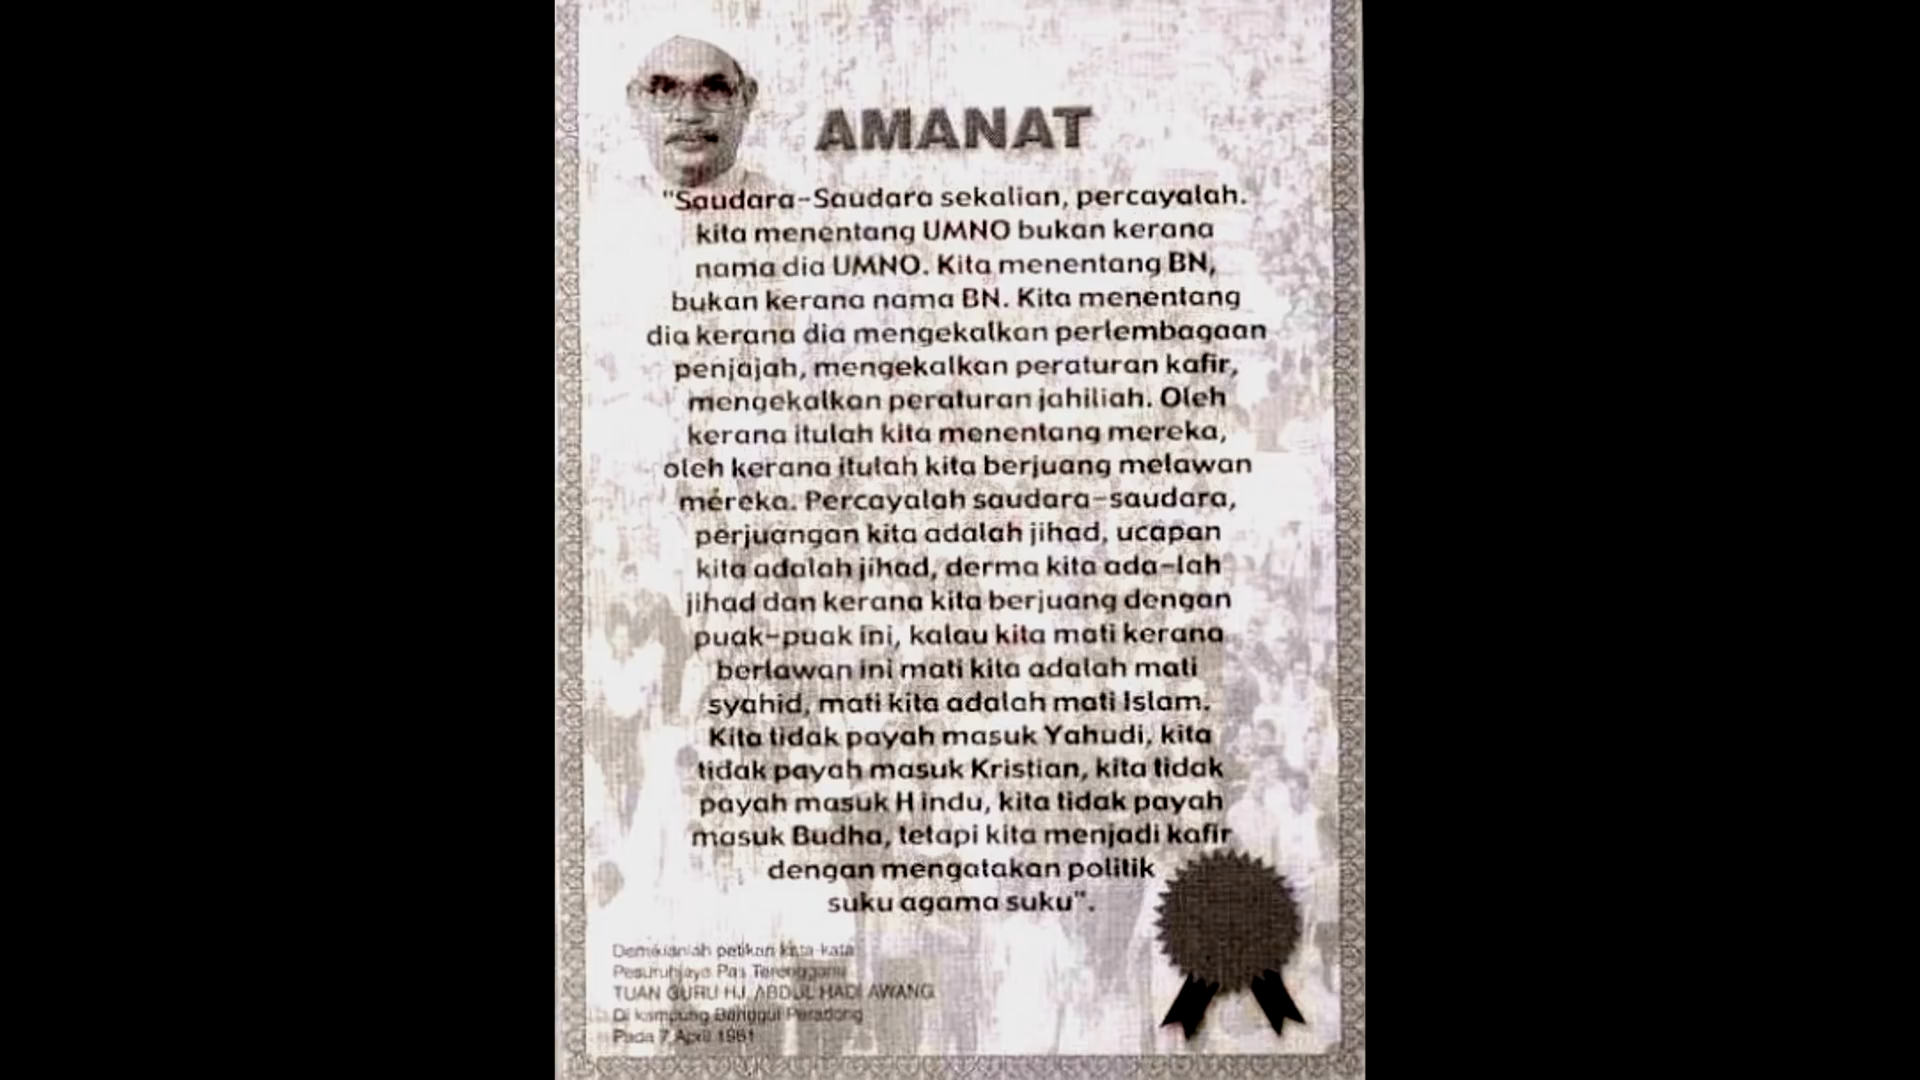 AMANAT
"Saudara-Saudara sekalian, percayalah.
kita menentang UMNO bukan kerana
nama dia UMNO. Kita menentang BN,
bukan kerana nama BN. Kita menentang
dia kerana dia mengekalkan perlembagaan
penjajah, mengekalkan peraturan kafir,
mengekalkan peraturan jahiliah. Oleh
kerana itulah kita menentang mereka,
oleh kerana itulah kita berjuang melawan
mereka. Percayalah saudara-saudara,
perjuangan kita adalah jihad, ucapan
kita adalah jihad, derma kita ada-lah
jihad dan kerana kita berjuang dengan
puak-puak ini, kalau kita mati kerana
berlawan ini mati kita adalah mati
syahid, mati kita adalah mati Islam.
Kita tidak payah masuk Yahudi, kita
tidak payah masuk Kristian, kita tidak
payah masuk H indu, kita tidak payah
masuk Budha, tetapi kita menjadi kafir
dengan mengatakan politik
suku agama suku".
Demikianlah petikan kata-kata
Pesuruhjaya Pas Terengganu
TUAN GURU HJ. ABDUL HADI AWANG
Di kampung Banggul Peradong
Pada 7 April 1981